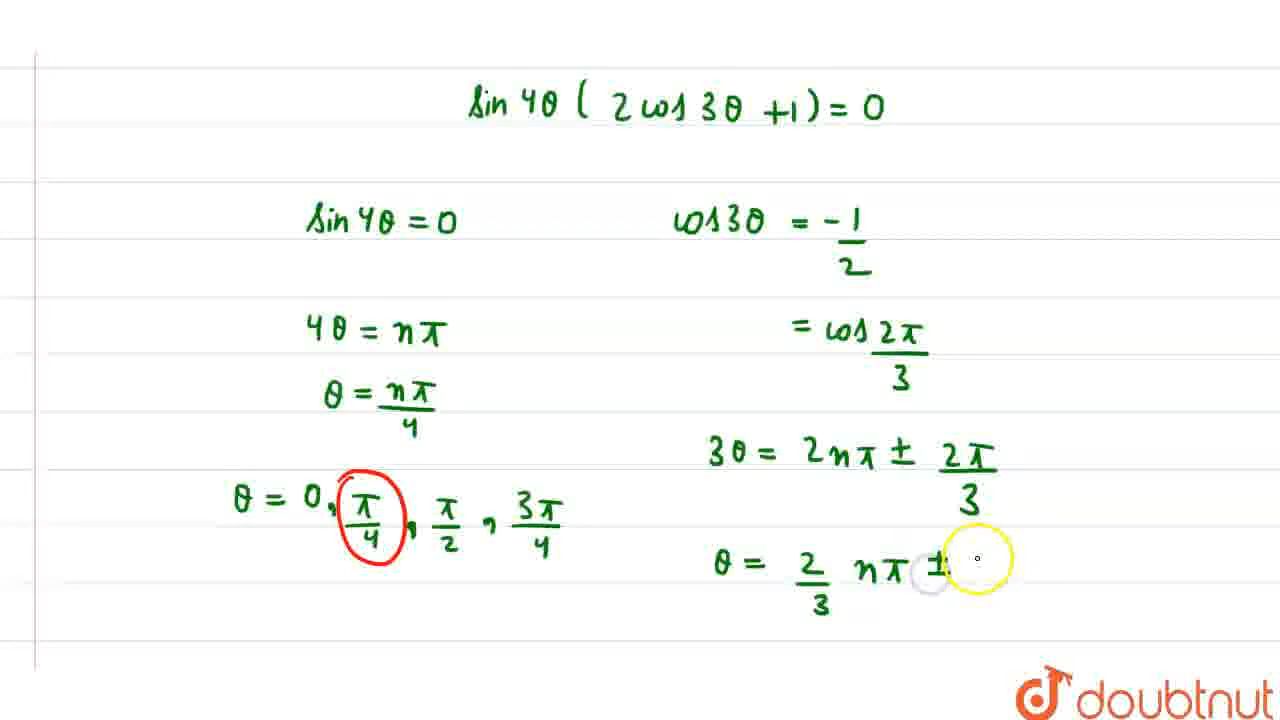 sin 4θ ( 2 cos 3θ + 1) = 0
sin 4θ = 0
4θ = nπ
θ = nπ/4
θ = 0, π/4, π/2, 3π/4
cos 3θ = -1/2
= cos 2π/3
3θ = 2nπ ± 2π/3
θ = 2/3 nπ ±
doubtnut